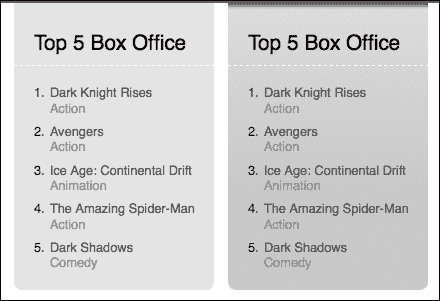 Top 5 Box Office
1. Dark Knight Rises
Action
2. Avengers
Action
3. Ice Age: Continental Drift
Animation
4. The Amazing Spider-Man
Action
5. Dark Shadows
Comedy
Top 5 Box Office
1. Dark Knight Rises
Action
2. Avengers
Action
3. Ice Age: Continental Drift
Animation
4. The Amazing Spider-Man
Action
5. Dark Shadows
Comedy